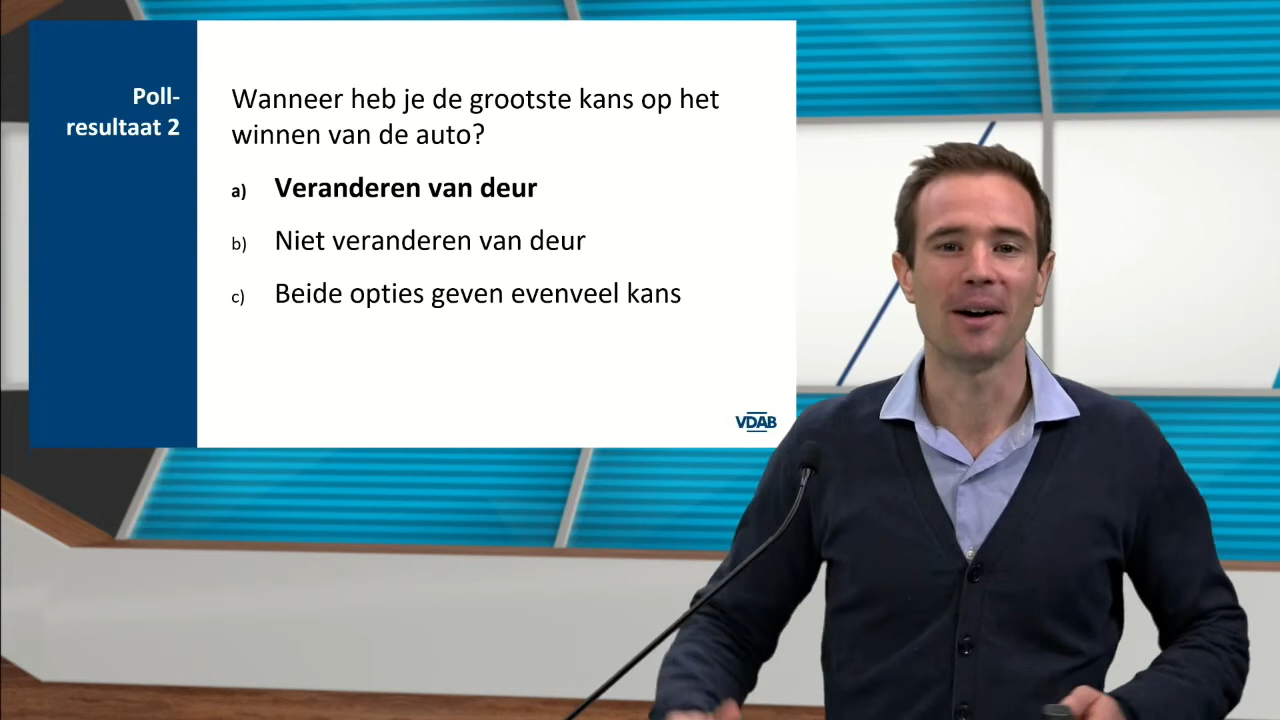 Poll-
resultaat 2
Wanneer heb je de grootste kans op het
winnen van de auto?
a) Veranderen van deur
b) Niet veranderen van deur
c) Beide opties geven evenveel kans
VDAB